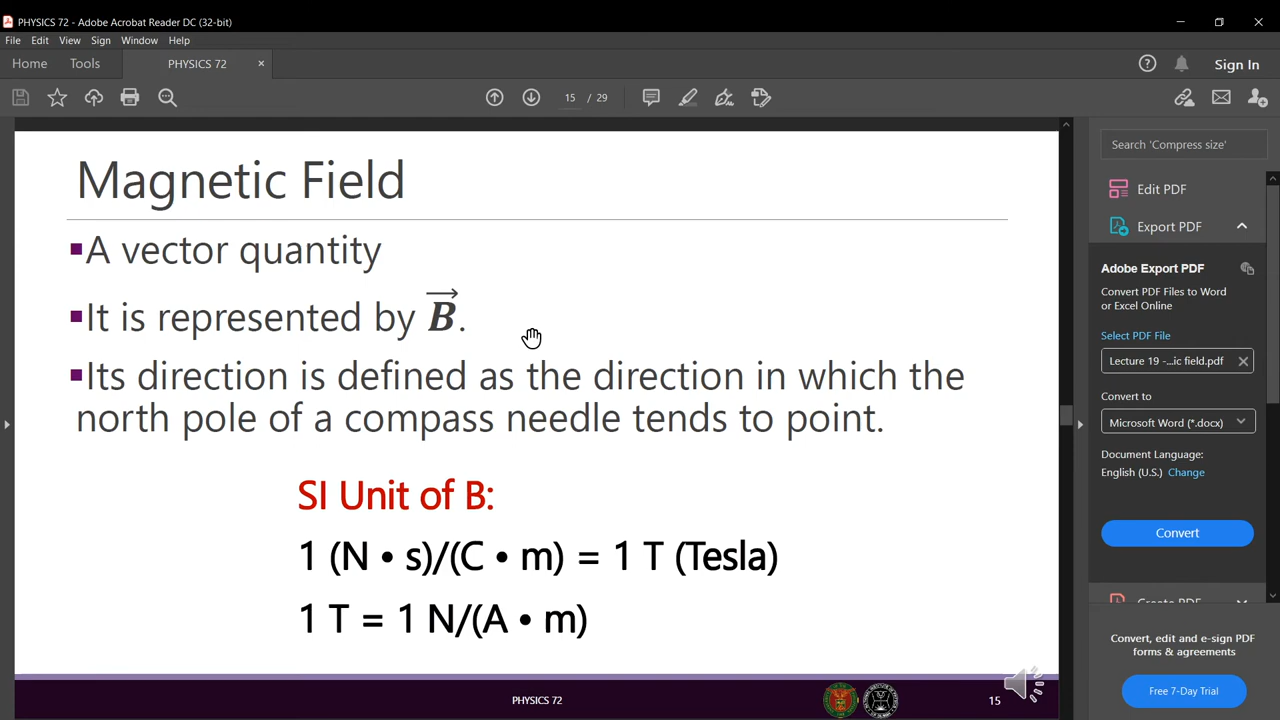 PHYSICS 72 - Adobe Acrobat Reader DC (32-bit)
File Edit View Sign Window Help
Home Tools PHYSICS 72 × Sign In
15 / 29
Magnetic Field
▪A vector quantity
▪It is represented by B⃗.
▪Its direction is defined as the direction in which the
north pole of a compass needle tends to point.
SI Unit of B:
1 (N • s)/(C • m) = 1 T (Tesla)
1 T = 1 N/(A • m)
PHYSICS 72
15
Search 'Compress size'
Edit PDF
Export PDF
Adobe Export PDF
Convert PDF Files to Word
or Excel Online
Select PDF File
Lecture 19 -...ic field.pdf
Convert to
Microsoft Word (*.docx)
Document Language:
English (U.S.) Change
Convert
Create PDF
Convert, edit and e-sign PDF
forms & agreements
Free 7-Day Trial